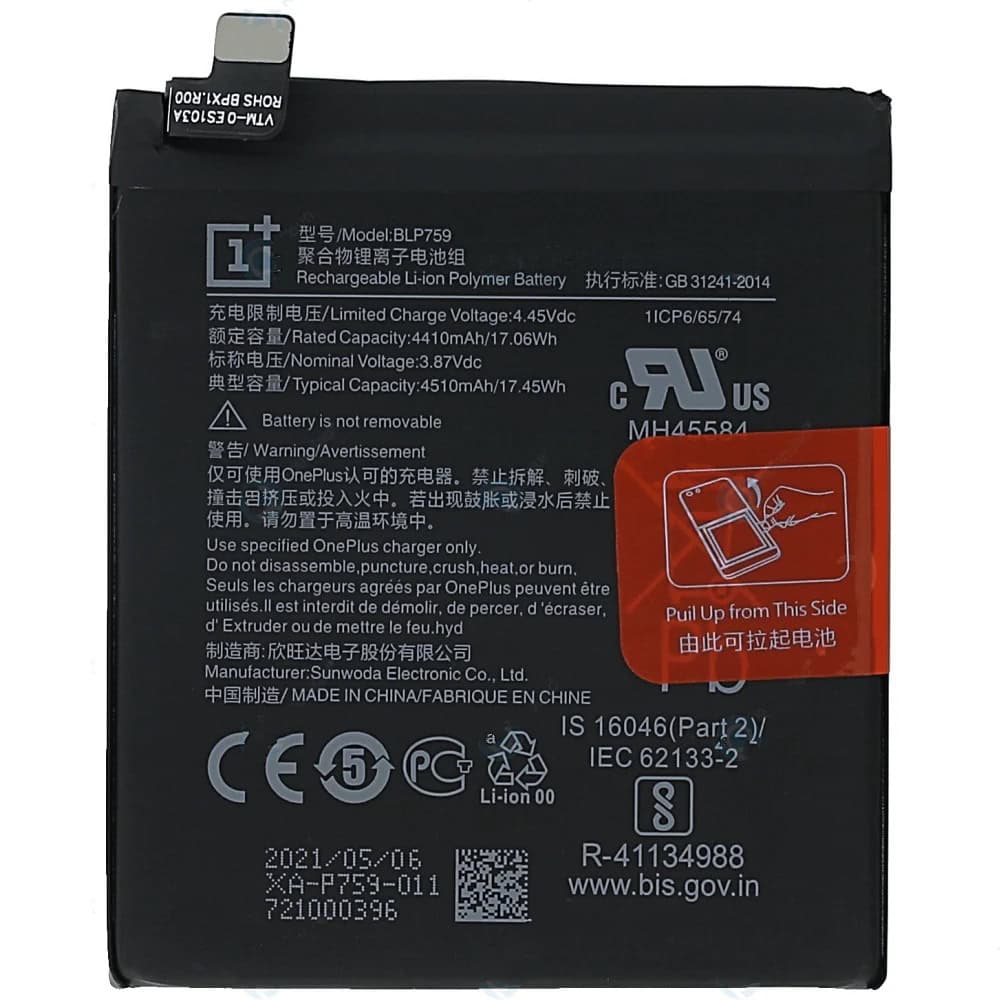 VTM-0 ES103A
ROHS BPX1.R00
1+
型号/Model:BLP759
聚合物锂离子电池组
Rechargeable Li-ion Polymer Battery 执行标准:GB 31241-2014
充电限制电压/Limited Charge Voltage:4.45Vdc 1ICP6/65/74
额定容量/Rated Capacity:4410mAh/17.06Wh
标称电压/Nominal Voltage:3.87Vdc
典型容量/Typical Capacity:4510mAh/17.45Wh
c RU ® US
MH45584
Battery is not removable
警告/ Warning/Avertissement
仅可使用OnePlus认可的充电器。禁止拆解、刺破、
撞击、挤压或投入火中。若出现鼓胀或浸水后禁止
使用。请勿置于高温环境中。
Use specified OnePlus charger only.
Do not disassemble,puncture,crush,heat,or burn,
Seuls les chargeurs agréés par OnePlus peuvent être
utilisés.Il est interdit de démolir, de percer, d 'écraser,
d' Extruder ou de mettre le feu.hyd
Pull Up from This Side
由此可拉起电池
制造商: 欣旺达电子股份有限公司
Manufacturer:Sunwoda Electronic Co., Ltd.
中国制造/ MADE IN CHINA/FABRIQUE EN CHINE
Pb
IS 16046(Part 2)/
IEC 62133-2
CE 5 PCT a
Li-ion 00
R-41134988
www.bis.gov.in
2021/05/06
XA-P759-011
721000396